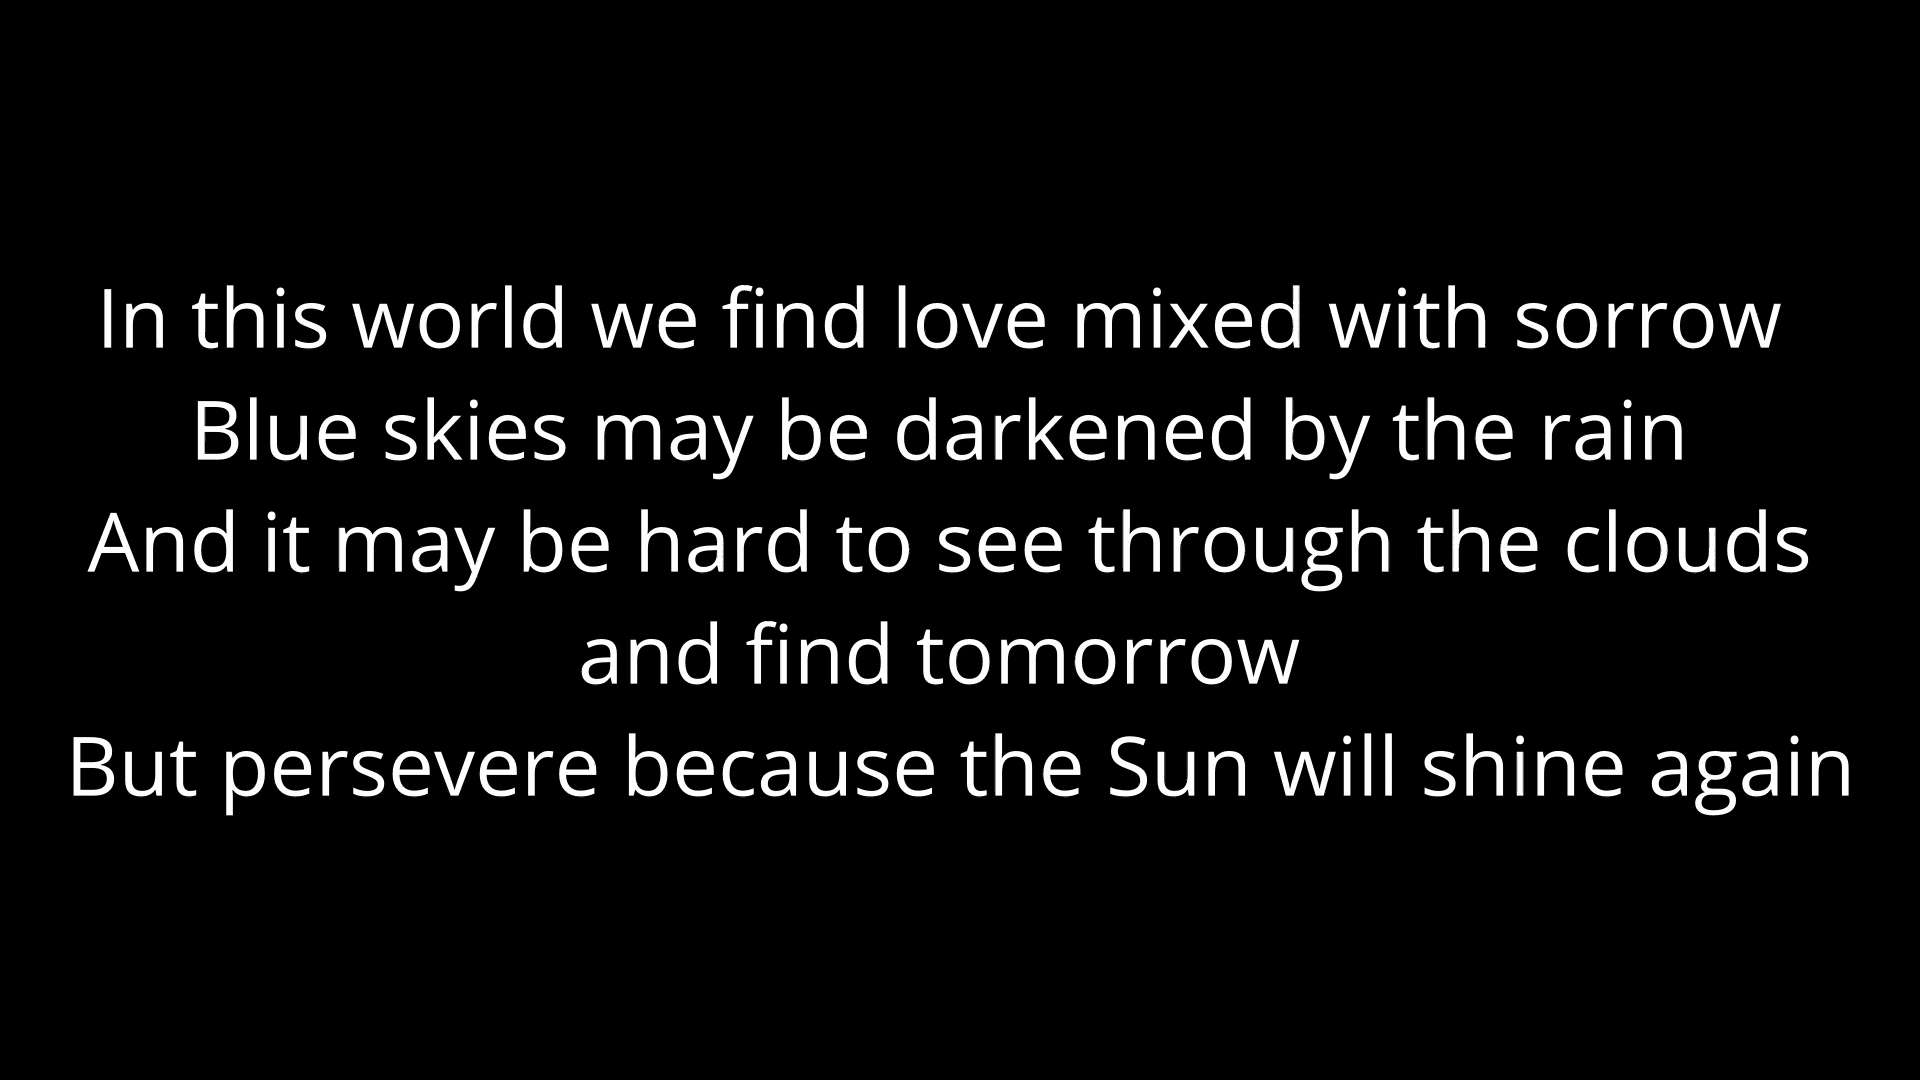 In this world we find love mixed with sorrow
Blue skies may be darkened by the rain
And it may be hard to see through the clouds
and find tomorrow
But persevere because the Sun will shine again